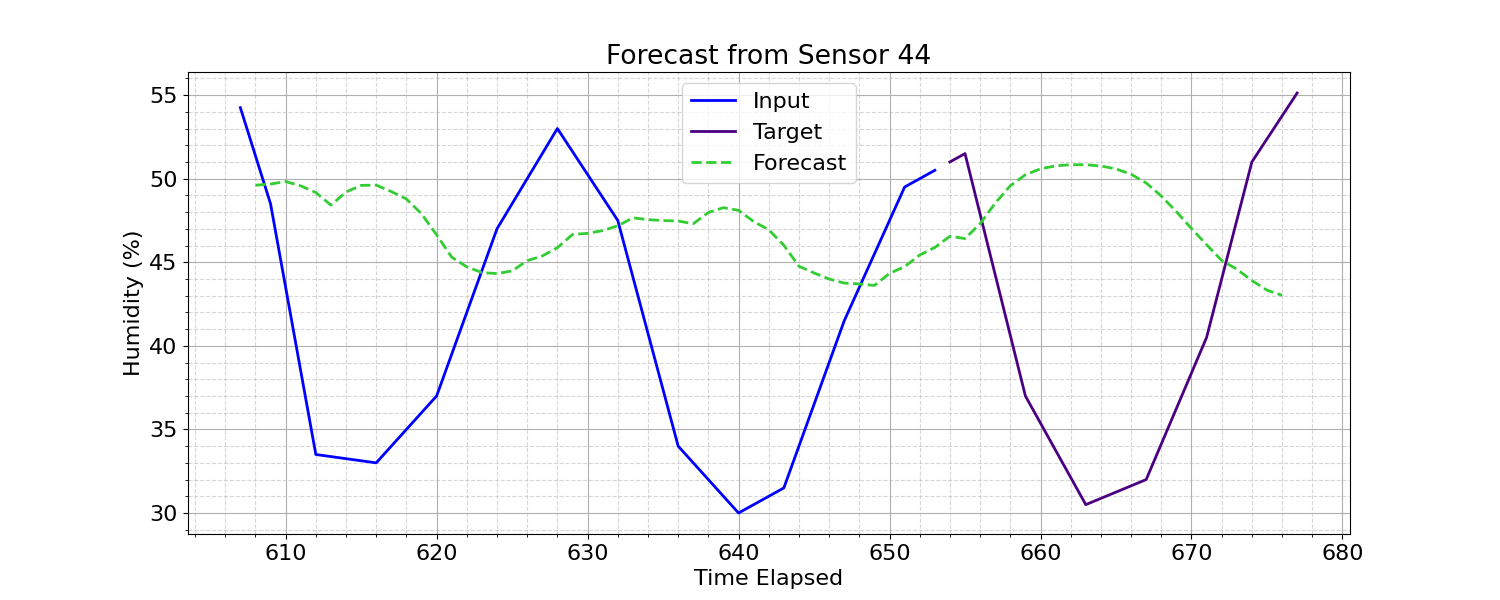 Forecast from Sensor 44
Input
Target
Forecast
Humidity (%)
55
50
45
40
35
30
610 620 630 640 650 660 670 680
Time Elapsed